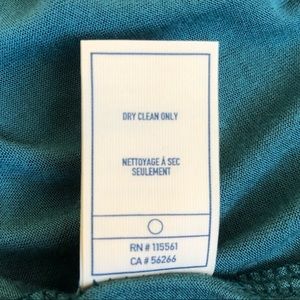 DRY CLEAN ONLY
NETTOYAGE À SEC
SEULEMENT
RN # 115561
CA # 56266